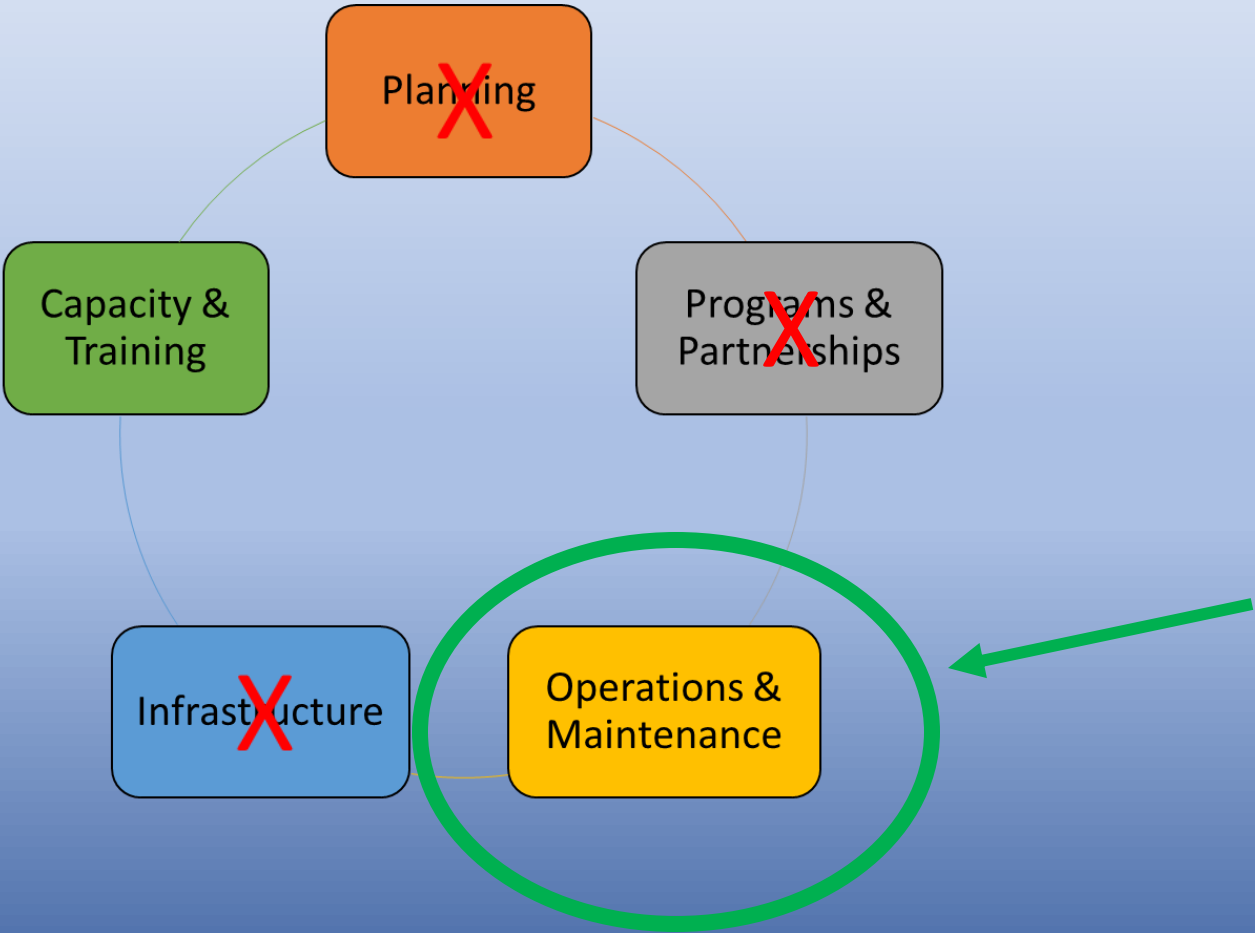 Planning
X
Capacity &
Training
Programs &
Partnerships
X
Infrastructure
X
Operations &
Maintenance